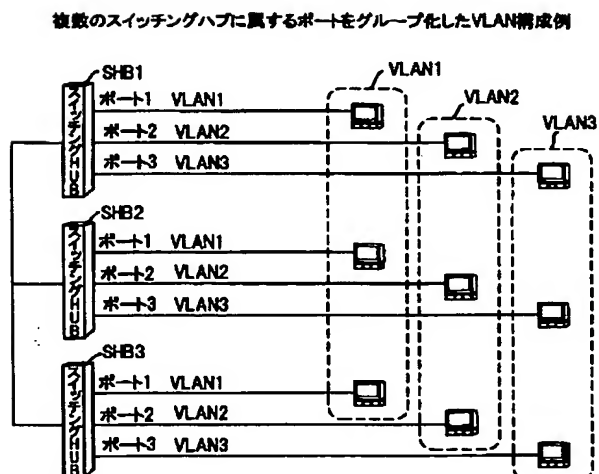 複数のスイッチングハブに属するポートをグループ化したVLAN構成例
SHB1
スイッチングHUB
ポート1 VLAN1
ポート2 VLAN2
ポート3 VLAN3
VLAN1
VLAN2
VLAN3
SHB2
スイッチングHUB
ポート1 VLAN1
ポート2 VLAN2
ポート3 VLAN3
SHB3
スイッチングHUB
ポート1 VLAN1
ポート2 VLAN2
ポート3 VLAN3